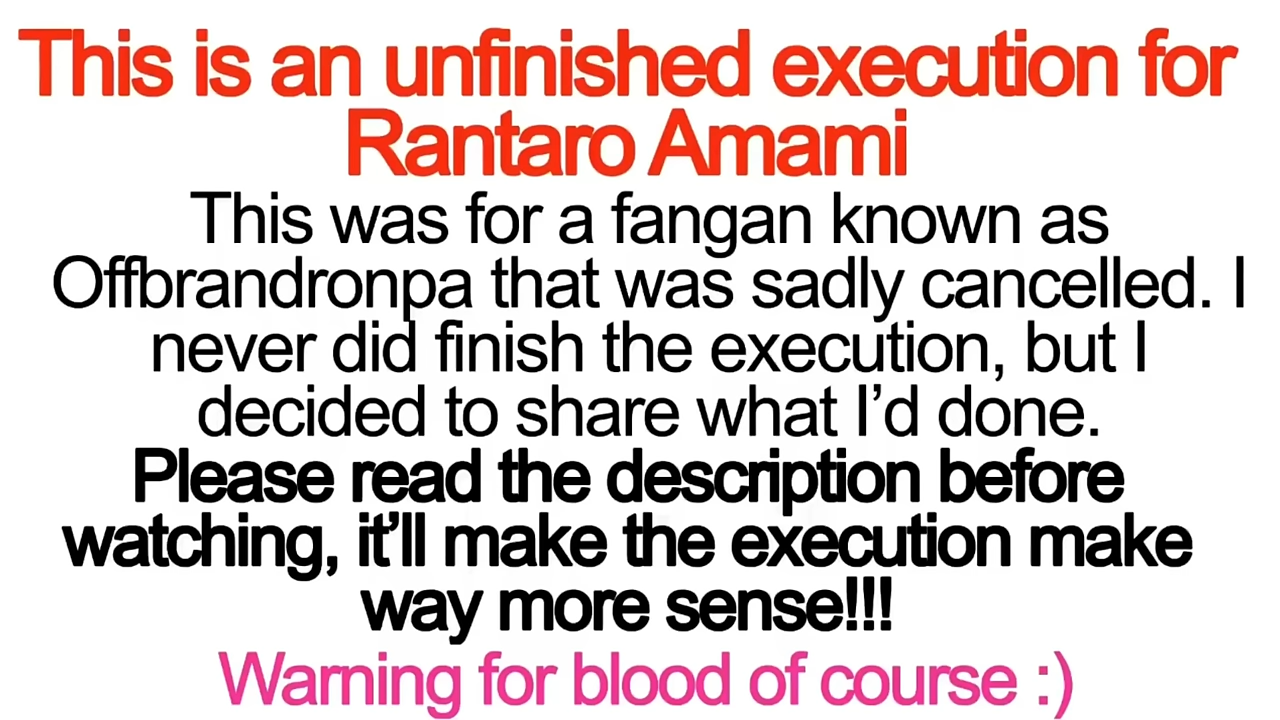 This is an unfinished execution for
Rantaro Amami
This was for a fangan known as
Offbrandronpa that was sadly cancelled. I
never did finish the execution, but I
decided to share what I’d done.
Please read the description before
watching, it’ll make the execution make
way more sense!!!
Warning for blood of course :)